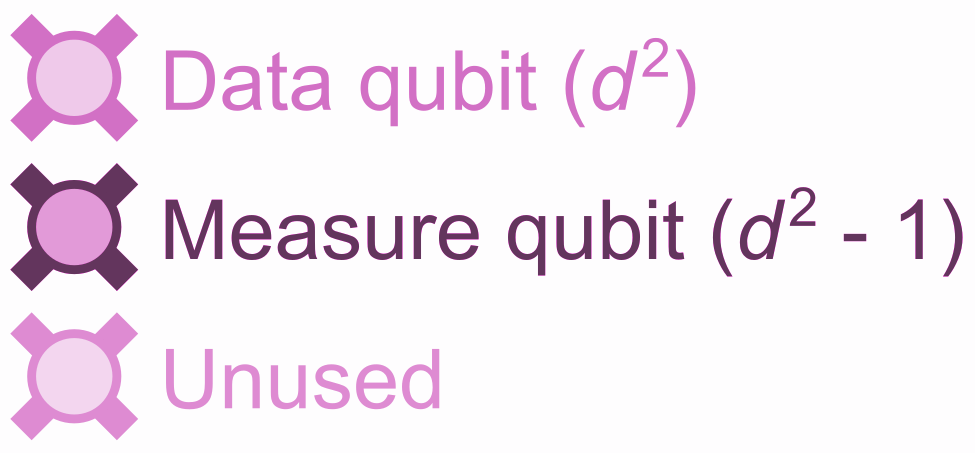 Data qubit (d²)
Measure qubit (d² - 1)
Unused